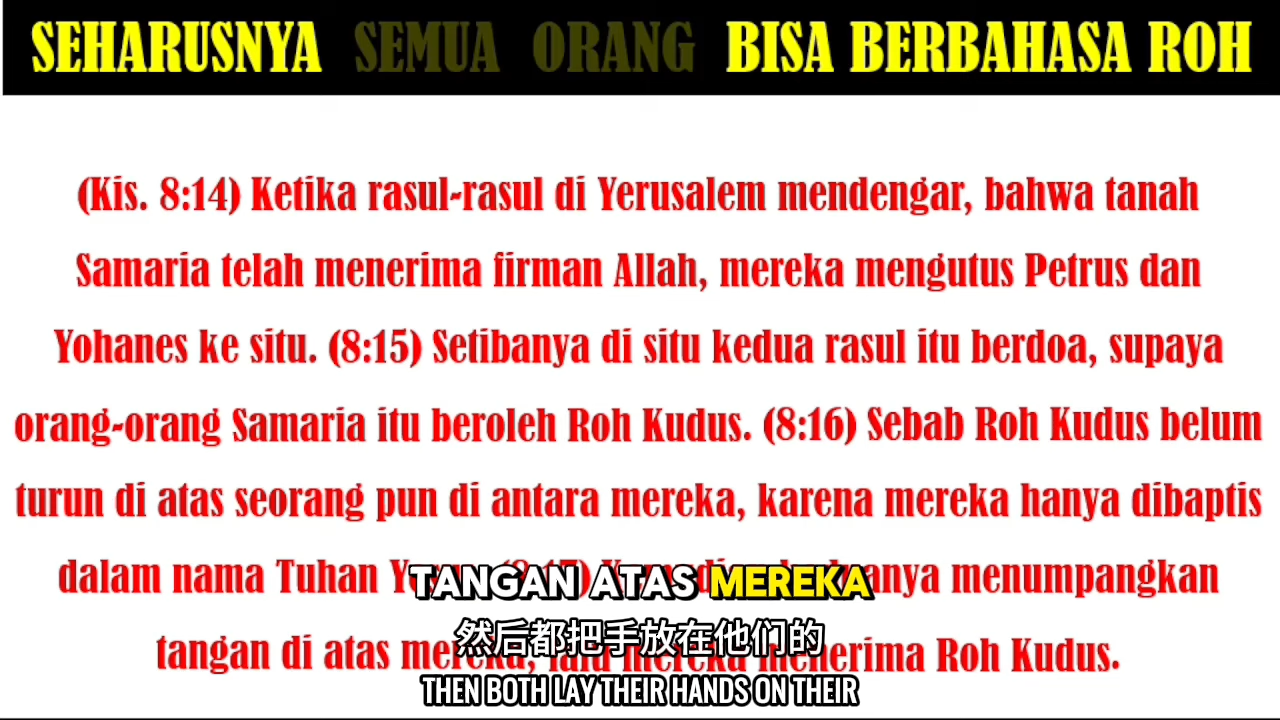 SEHARUSNYA SEMUA ORANG BISA BERBAHASA ROH
(Kis. 8:14) Ketika rasul-rasul di Yerusalem mendengar, bahwa tanah
Samaria telah menerima firman Allah, mereka mengutus Petrus dan
Yohanes ke situ. (8:15) Setibanya di situ kedua rasul itu berdoa, supaya
orang-orang Samaria itu beroleh Roh Kudus. (8:16) Sebab Roh Kudus belum
turun di atas seorang pun di antara mereka, karena mereka hanya dibaptis
dalam nama Tuhan menumpangkan
tangan di atas mereka, lalu mereka menerima Roh Kudus.
TANGAN ATAS MEREKA
然后都把手放在他们的
THEN BOTH LAY THEIR HANDS ON THEIR